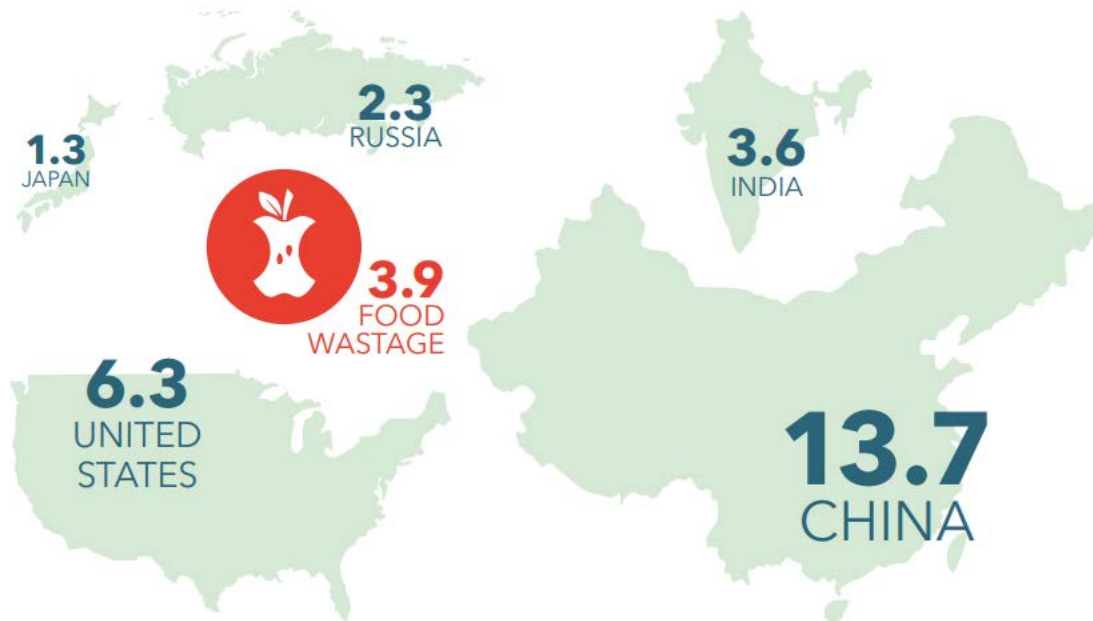 2.3
RUSSIA
1.3
JAPAN
3.6
INDIA
3.9
FOOD
WASTAGE
6.3
UNITED
STATES
13.7
CHINA